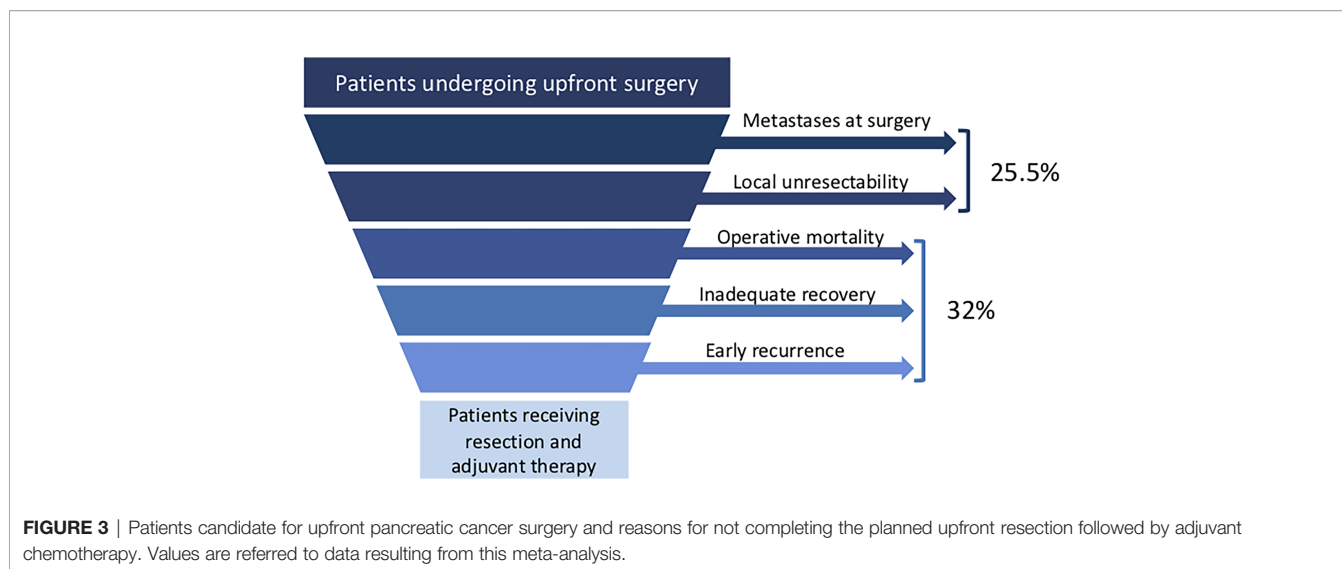 Patients undergoing upfront surgery
Metastases at surgery
25.5%
Local unresectability
Operative mortality
Inadequate recovery
32%
Early recurrence
Patients receiving
resection and
adjuvant therapy
FIGURE 3 | Patients candidate for upfront pancreatic cancer surgery and reasons for not completing the planned upfront resection followed by adjuvant
chemotherapy. Values are referred to data resulting from this meta-analysis.